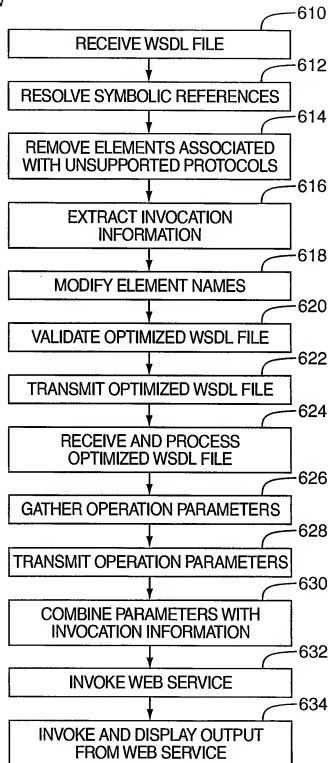 610
RECEIVE WSDL FILE
612
RESOLVE SYMBOLIC REFERENCES
614
REMOVE ELEMENTS ASSOCIATED
WITH UNSUPPORTED PROTOCOLS
616
EXTRACT INVOCATION
INFORMATION
618
MODIFY ELEMENT NAMES
620
VALIDATE OPTIMIZED WSDL FILE
622
TRANSMIT OPTIMIZED WSDL FILE
624
RECEIVE AND PROCESS
OPTIMIZED WSDL FILE
626
GATHER OPERATION PARAMETERS
628
TRANSMIT OPERATION PARAMETERS
630
COMBINE PARAMETERS WITH
INVOCATION INFORMATION
632
INVOKE WEB SERVICE
634
INVOKE AND DISPLAY OUTPUT
FROM WEB SERVICE